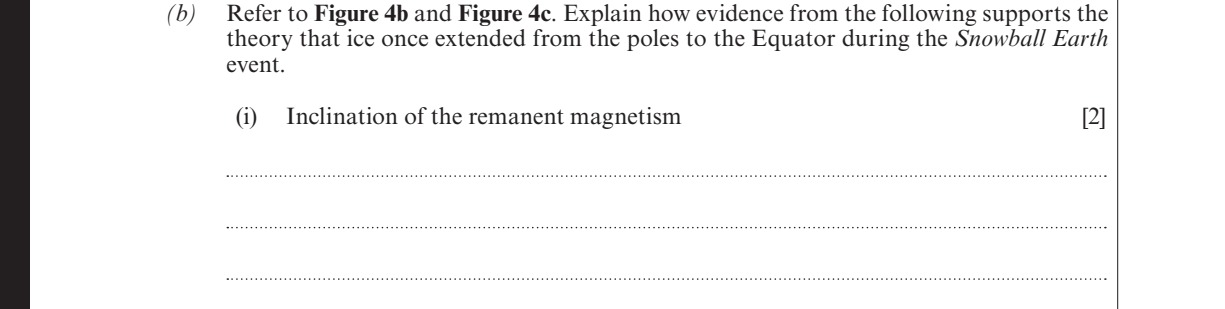 (b) Refer to Figure 4b and Figure 4c. Explain how evidence from the following supports the
theory that ice once extended from the poles to the Equator during the Snowball Earth
event.
(i) Inclination of the remanent magnetism [2]